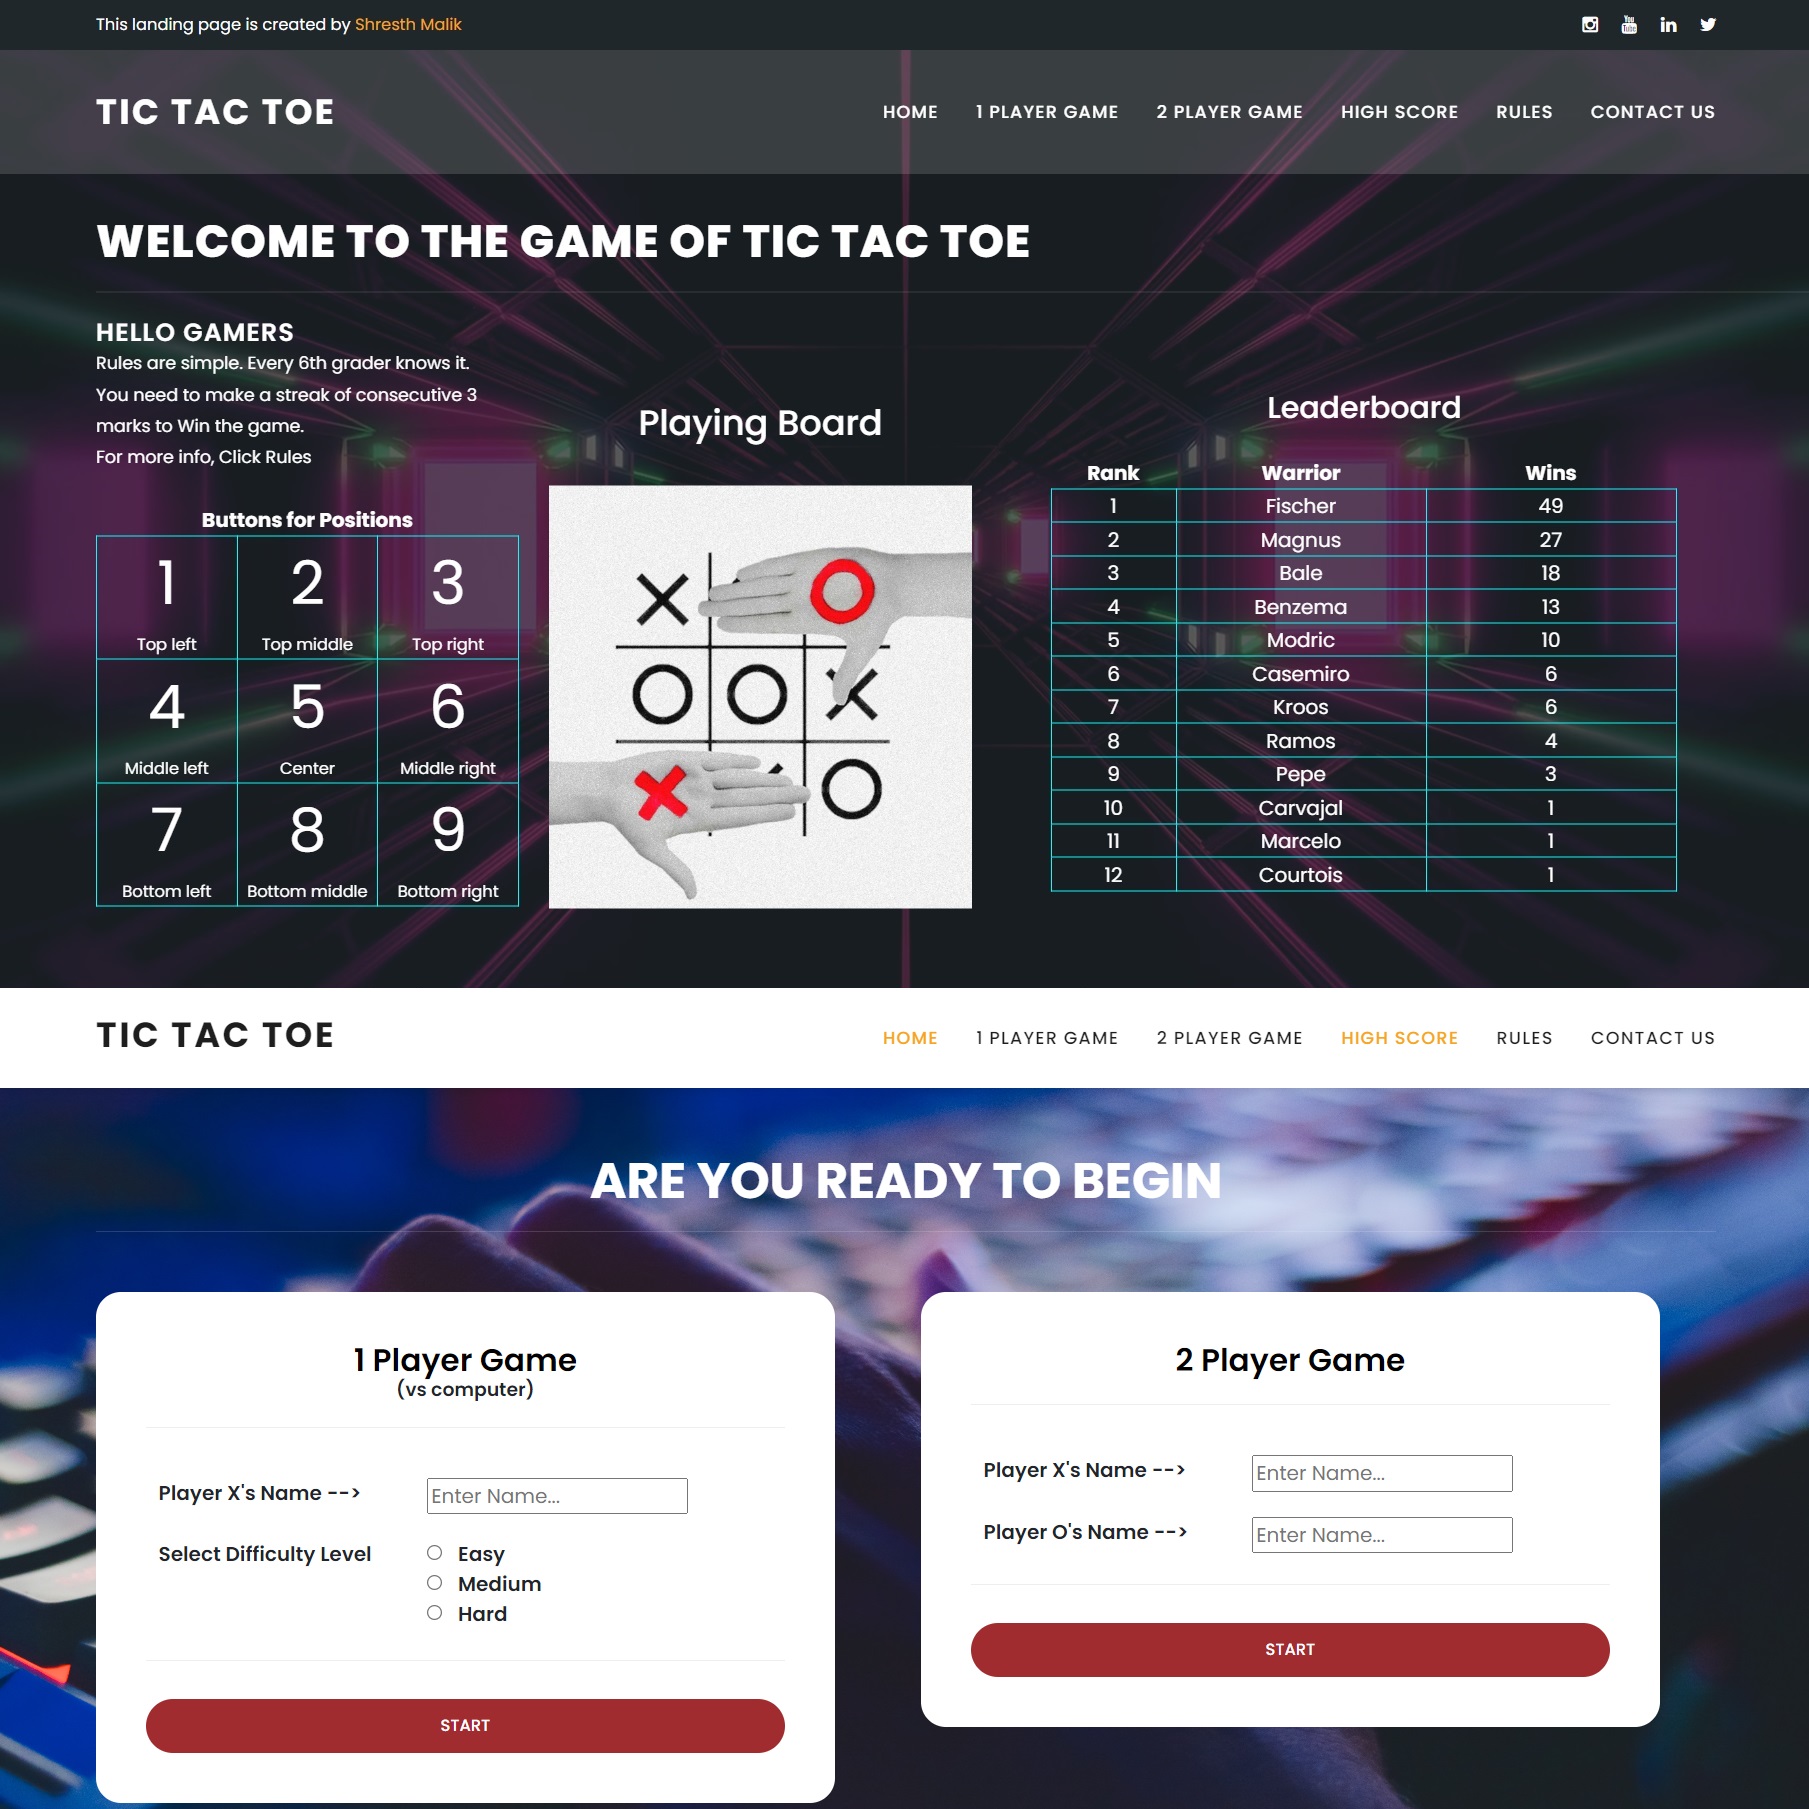 This landing page is created by Shresth Malik
TIC TAC TOE
HOME 1 PLAYER GAME 2 PLAYER GAME HIGH SCORE RULES CONTACT US
WELCOME TO THE GAME OF TIC TAC TOE
HELLO GAMERS
Rules are simple. Every 6th grader knows it.
You need to make a streak of consecutive 3
marks to Win the game.
For more info, Click Rules
Buttons for Positions
1 2 3
Top left Top middle Top right
4 5 6
Middle left Center Middle right
7 8 9
Bottom left Bottom middle Bottom right
Playing Board
X O
O O X
X O
Leaderboard
Rank Warrior Wins
1 Fischer 49
2 Magnus 27
3 Bale 18
4 Benzema 13
5 Modric 10
6 Casemiro 6
7 Kroos 6
8 Ramos 4
9 Pepe 3
10 Carvajal 1
11 Marcelo 1
12 Courtois 1
TIC TAC TOE
HOME 1 PLAYER GAME 2 PLAYER GAME HIGH SCORE RULES CONTACT US
ARE YOU READY TO BEGIN
1 Player Game
(vs computer)
Player X's Name -->
Enter Name...
Select Difficulty Level
Easy
Medium
Hard
START
2 Player Game
Player X's Name -->
Enter Name...
Player O's Name -->
Enter Name...
START